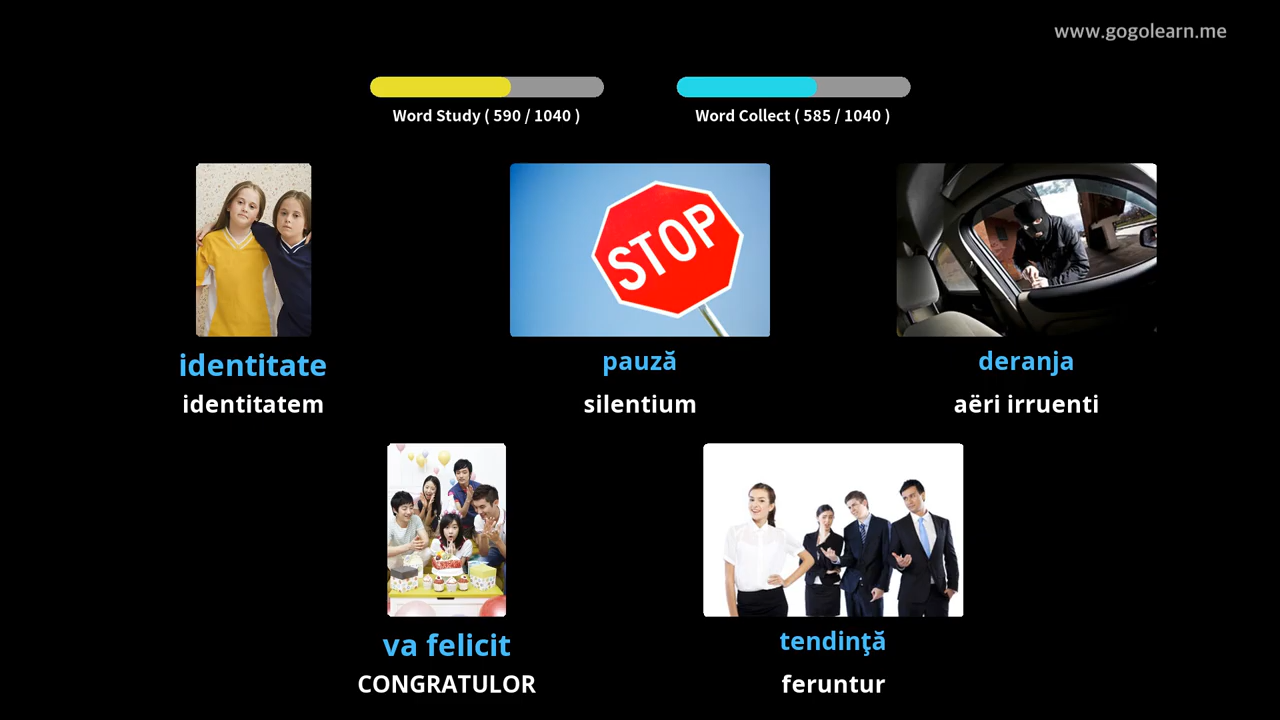 www.gogolearn.me
Word Study ( 590 / 1040 )
Word Collect ( 585 / 1040 )
STOP
identitate
identitatem
pauză
silentium
deranja
aëri irruenti
va felicit
CONGRATULOR
tendinţă
feruntur